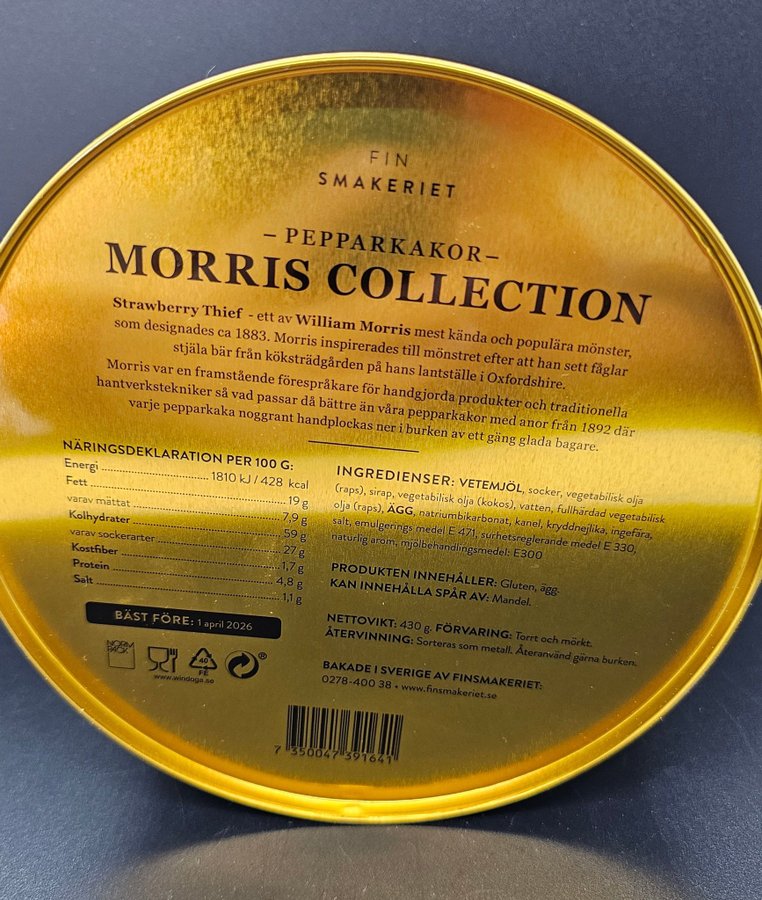 FIN
SMAKERIET
– PEPPARKAKOR –
MORRIS COLLECTION
Strawberry Thief - ett av William Morris mest kända och populära mönster,
som designades ca 1883. Morris inspirerades till mönstret efter att han sett fåglar
stjäla bär från köksträdgården på hans lantställe i Oxfordshire.
Morris var en framstående förespråkare för handgjorda produkter och traditionella
hantverkstekniker så vad passar då bättre än våra pepparkakor med anor från 1892 där
varje pepparkaka noggrant handplockas ner i burken av ett gäng glada bagare.
NÄRINGSDEKLARATION PER 100 G:
Energi 1810 kJ / 428 kcal
Fett 19 g
varav mättat 7,9 g
Kolhydrater 59 g
varav sockerarter 27 g
Kostfiber 1,7 g
Protein 4,8 g
Salt 1,1 g
BÄST FÖRE: 1 april 2026
NORM
PACK
40
FE
®
www.windoga.se
INGREDIENSER: VETEMJÖL, socker, vegetabilisk olja
(raps), sirap, vegetabilisk olja (kokos), vatten, fullhärdad vegetabilisk
olja (raps), ÄGG, natriumbikarbonat, kanel, kryddnejlika, ingefära,
salt, emulgerings medel E 471, surhetsreglerande medel E 330,
naturlig arom, mjölbehandlingsmedel: E300
PRODUKTEN INNEHÅLLER: Gluten, ägg.
KAN INNEHÅLLA SPÅR AV: Mandel.
NETTOVIKT: 430 g. FÖRVARING: Torrt och mörkt.
ÅTERVINNING: Sorteras som metall. Återanvänd gärna burken.
BAKADE I SVERIGE AV FINSMAKERIET:
0278-400 38 • www.finsmakeriet.se
7 350047 391641